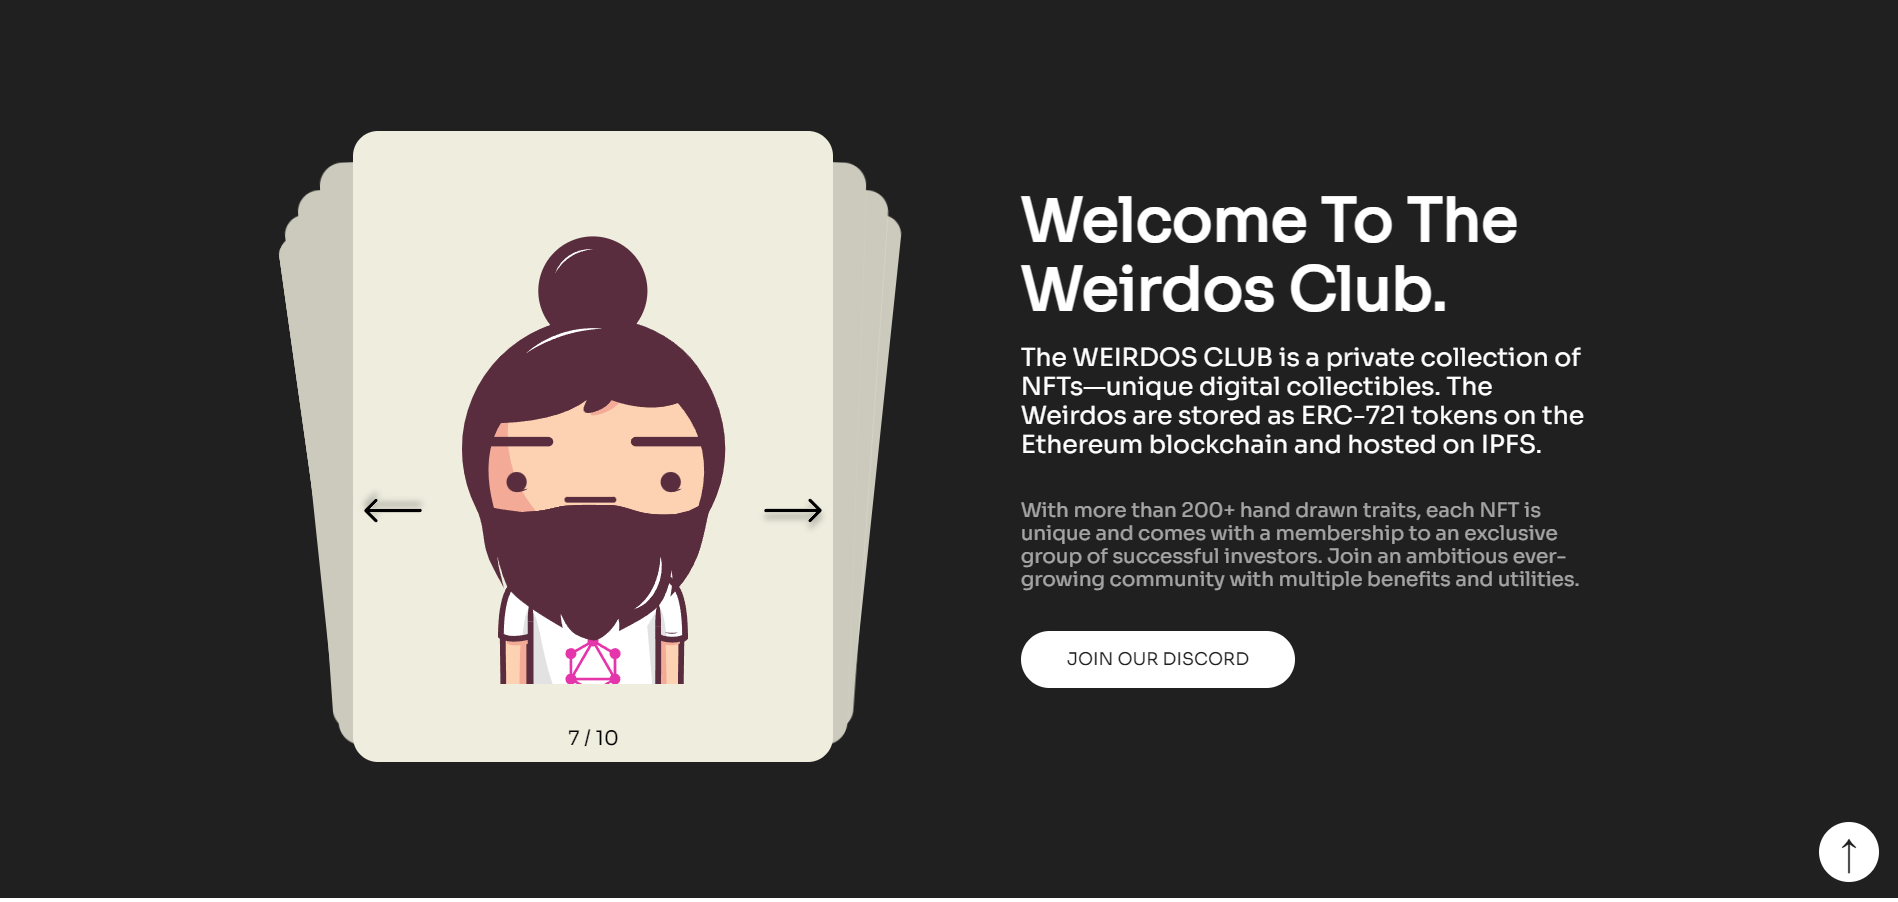 7 / 10
Welcome To The
Weirdos Club.
The WEIRDOS CLUB is a private collection of
NFTs—unique digital collectibles. The
Weirdos are stored as ERC-721 tokens on the
Ethereum blockchain and hosted on IPFS.
With more than 200+ hand drawn traits, each NFT is
unique and comes with a membership to an exclusive
group of successful investors. Join an ambitious ever-
growing community with multiple benefits and utilities.
JOIN OUR DISCORD